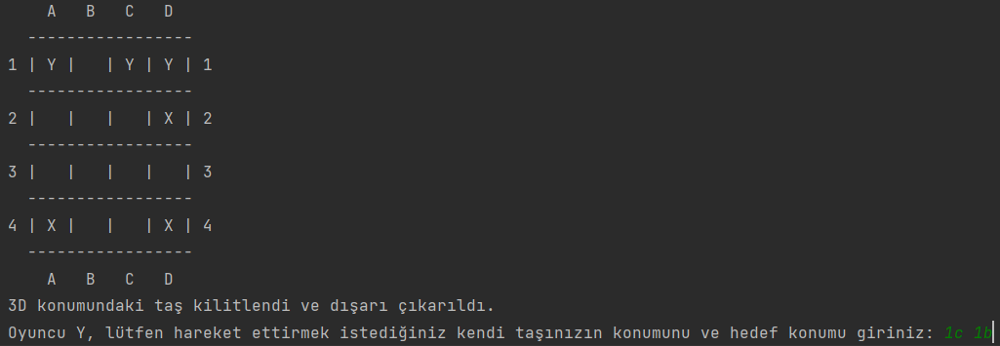 A   B   C   D
  -----------------
1 | Y |   | Y | Y | 1
  -----------------
2 |   |   |   | X | 2
  -----------------
3 |   |   |   |   | 3
  -----------------
4 | X |   |   | X | 4
  -----------------
    A   B   C   D
3D konumundaki taş kilitlendi ve dışarı çıkarıldı.
Oyuncu Y, lütfen hareket ettirmek istediğiniz kendi taşınızın konumunu ve hedef konumu giriniz: 1c 1b